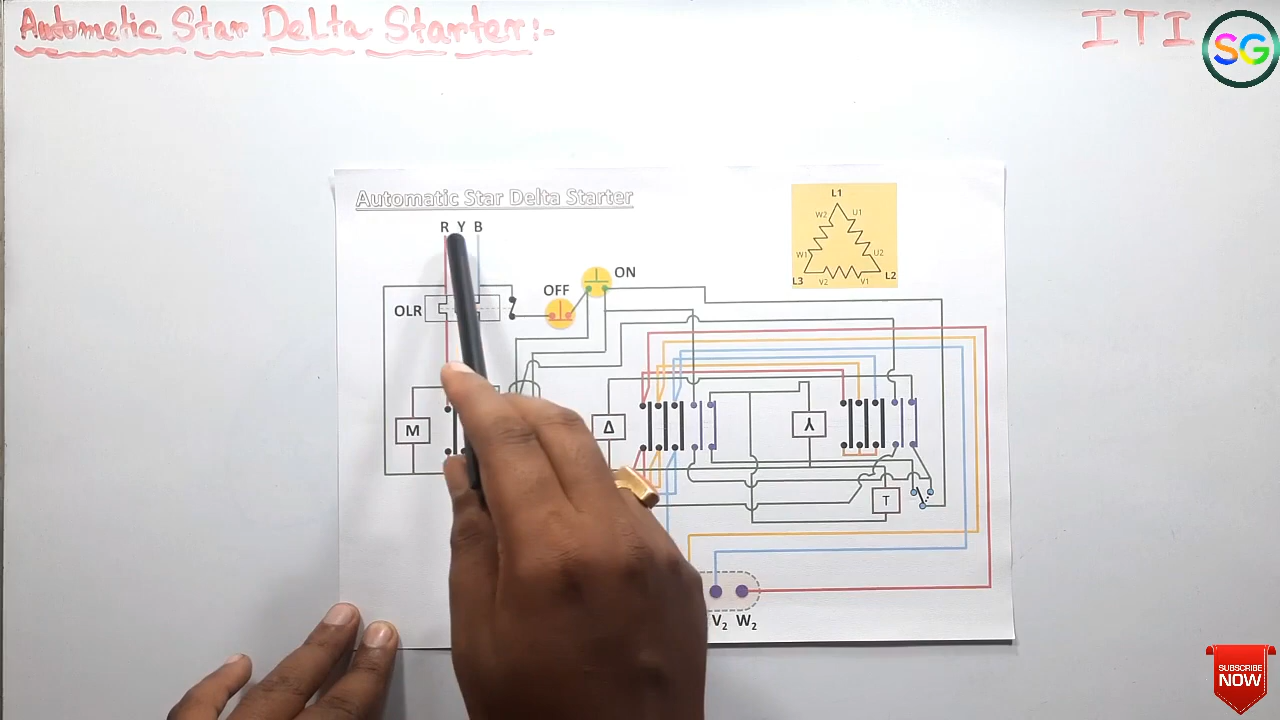 Autometic Star Delta Starter:-
ITI
SG
Automatic Star Delta Starter
R Y B
OLR
OFF
ON
M
Δ
⅄
T
L1
W2
U1
W1
U2
L3
V2
V1
L2
V2 W2
SUBSCRIBE
NOW